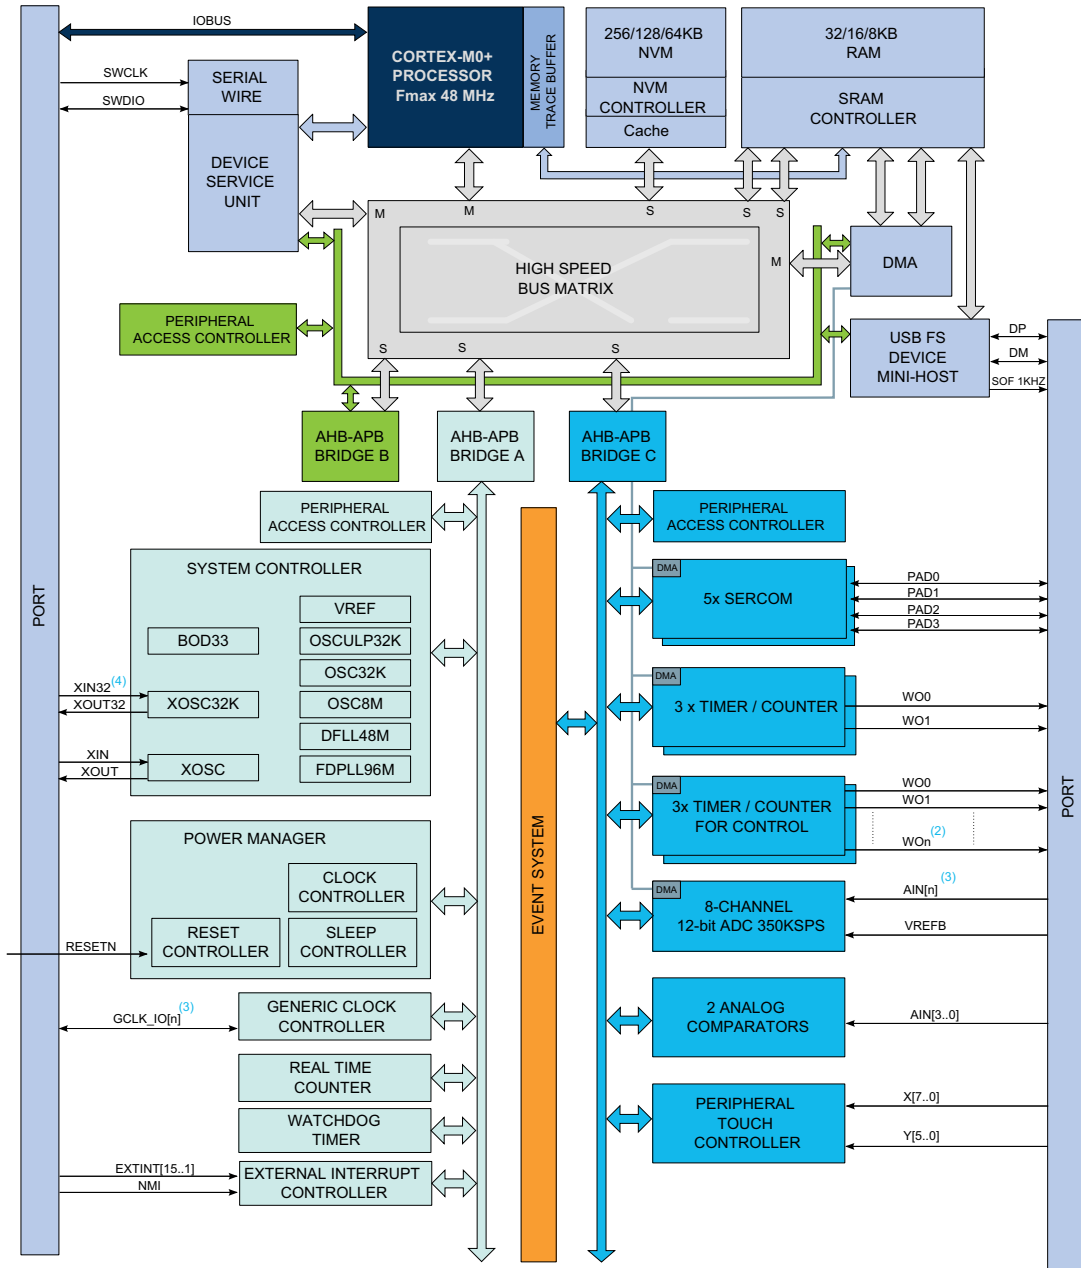 IOBUS
CORTEX-M0+
PROCESSOR
Fmax 48 MHz
MEMORY
TRACE BUFFER
256/128/64KB
NVM
NVM
CONTROLLER
Cache
32/16/8KB
RAM
SRAM
CONTROLLER
SWCLK
SWDIO
SERIAL
WIRE
DEVICE
SERVICE
UNIT
M
M
S
S
S
M
HIGH SPEED
BUS MATRIX
S
S
S
DMA
PERIPHERAL
ACCESS CONTROLLER
USB FS
DEVICE
MINI-HOST
DP
DM
SOF 1KHZ
AHB-APB
BRIDGE B
AHB-APB
BRIDGE A
AHB-APB
BRIDGE C
PORT
PORT
EVENT SYSTEM
PERIPHERAL
ACCESS CONTROLLER
SYSTEM CONTROLLER
VREF
BOD33
OSCULP32K
OSC32K
XOSC32K
OSC8M
DFLL48M
XOSC
FDPLL96M
XIN32(4)
XOUT32
XIN
XOUT
POWER MANAGER
CLOCK
CONTROLLER
RESET
CONTROLLER
SLEEP
CONTROLLER
RESETN
GCLK_IO[n](3)
GENERIC CLOCK
CONTROLLER
REAL TIME
COUNTER
WATCHDOG
TIMER
EXTINT[15..1]
NMI
EXTERNAL INTERRUPT
CONTROLLER
PERIPHERAL
ACCESS CONTROLLER
DMA
5x SERCOM
PAD0
PAD1
PAD2
PAD3
DMA
3 x TIMER / COUNTER
WO0
WO1
DMA
3x TIMER / COUNTER
FOR CONTROL
WO0
WO1
WOn(2)
DMA
8-CHANNEL
12-bit ADC 350KSPS
AIN[n](3)
VREFB
2 ANALOG
COMPARATORS
AIN[3..0]
PERIPHERAL
TOUCH
CONTROLLER
X[7..0]
Y[5..0]